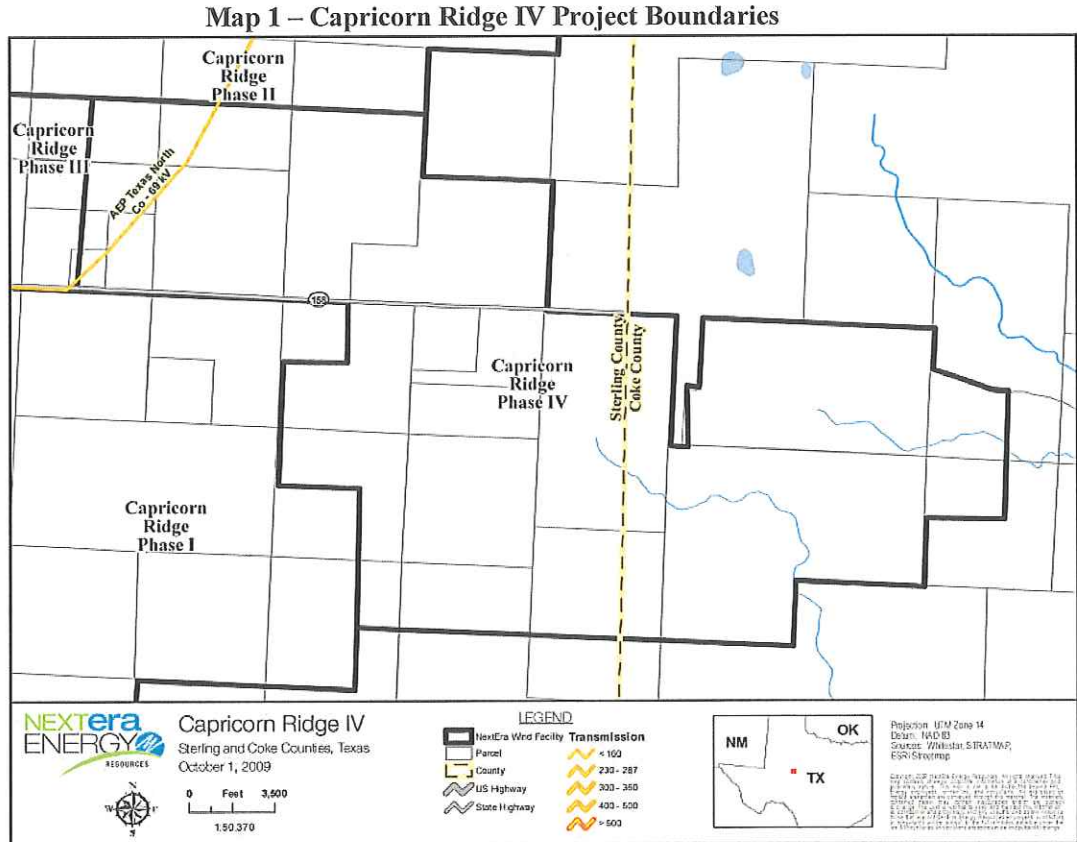 Map 1 – Capricorn Ridge IV Project Boundaries
Capricorn
Ridge
Phase II
Capricorn
Ridge
Phase III
AEP Texas North
Co - 69 kV
158
Capricorn
Ridge
Phase IV
Sterling County
Coke County
Capricorn
Ridge
Phase I
NEXTera
ENERGY
RESOURCES
Capricorn Ridge IV
Sterling and Coke Counties, Texas
October 1, 2009
N
0 Feet 3,500
1:50,370
LEGEND
NextEra Wind Facility
Parcel
County
US Highway
State Highway
Transmission
< 160
230 - 287
300 - 350
400 - 500
> 500
NM
OK
TX
Projection: UTM Zone 14
Datum: NAD 83
Sources: Whitestar, STRATMAP,
ESRI Streetmap